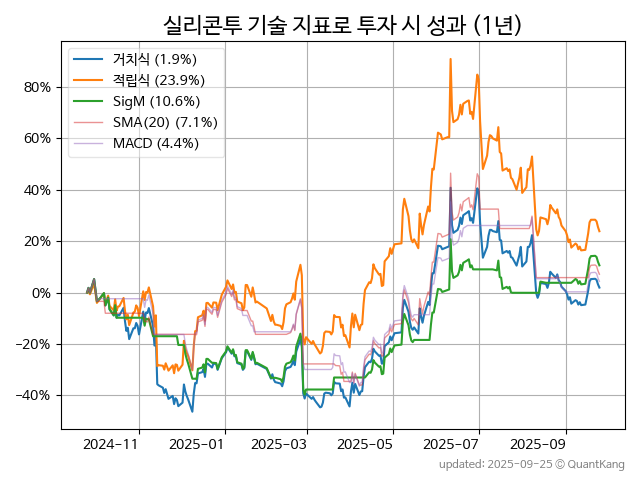 실리콘투 기술 지표로 투자 시 성과 (1년)
거치식 (1.9%)
적립식 (23.9%)
SigM (10.6%)
SMA(20) (7.1%)
MACD (4.4%)
80%
60%
40%
20%
0%
−20%
−40%
2024-11 2025-01 2025-03 2025-05 2025-07 2025-09
updated: 2025-09-25 © QuantKang